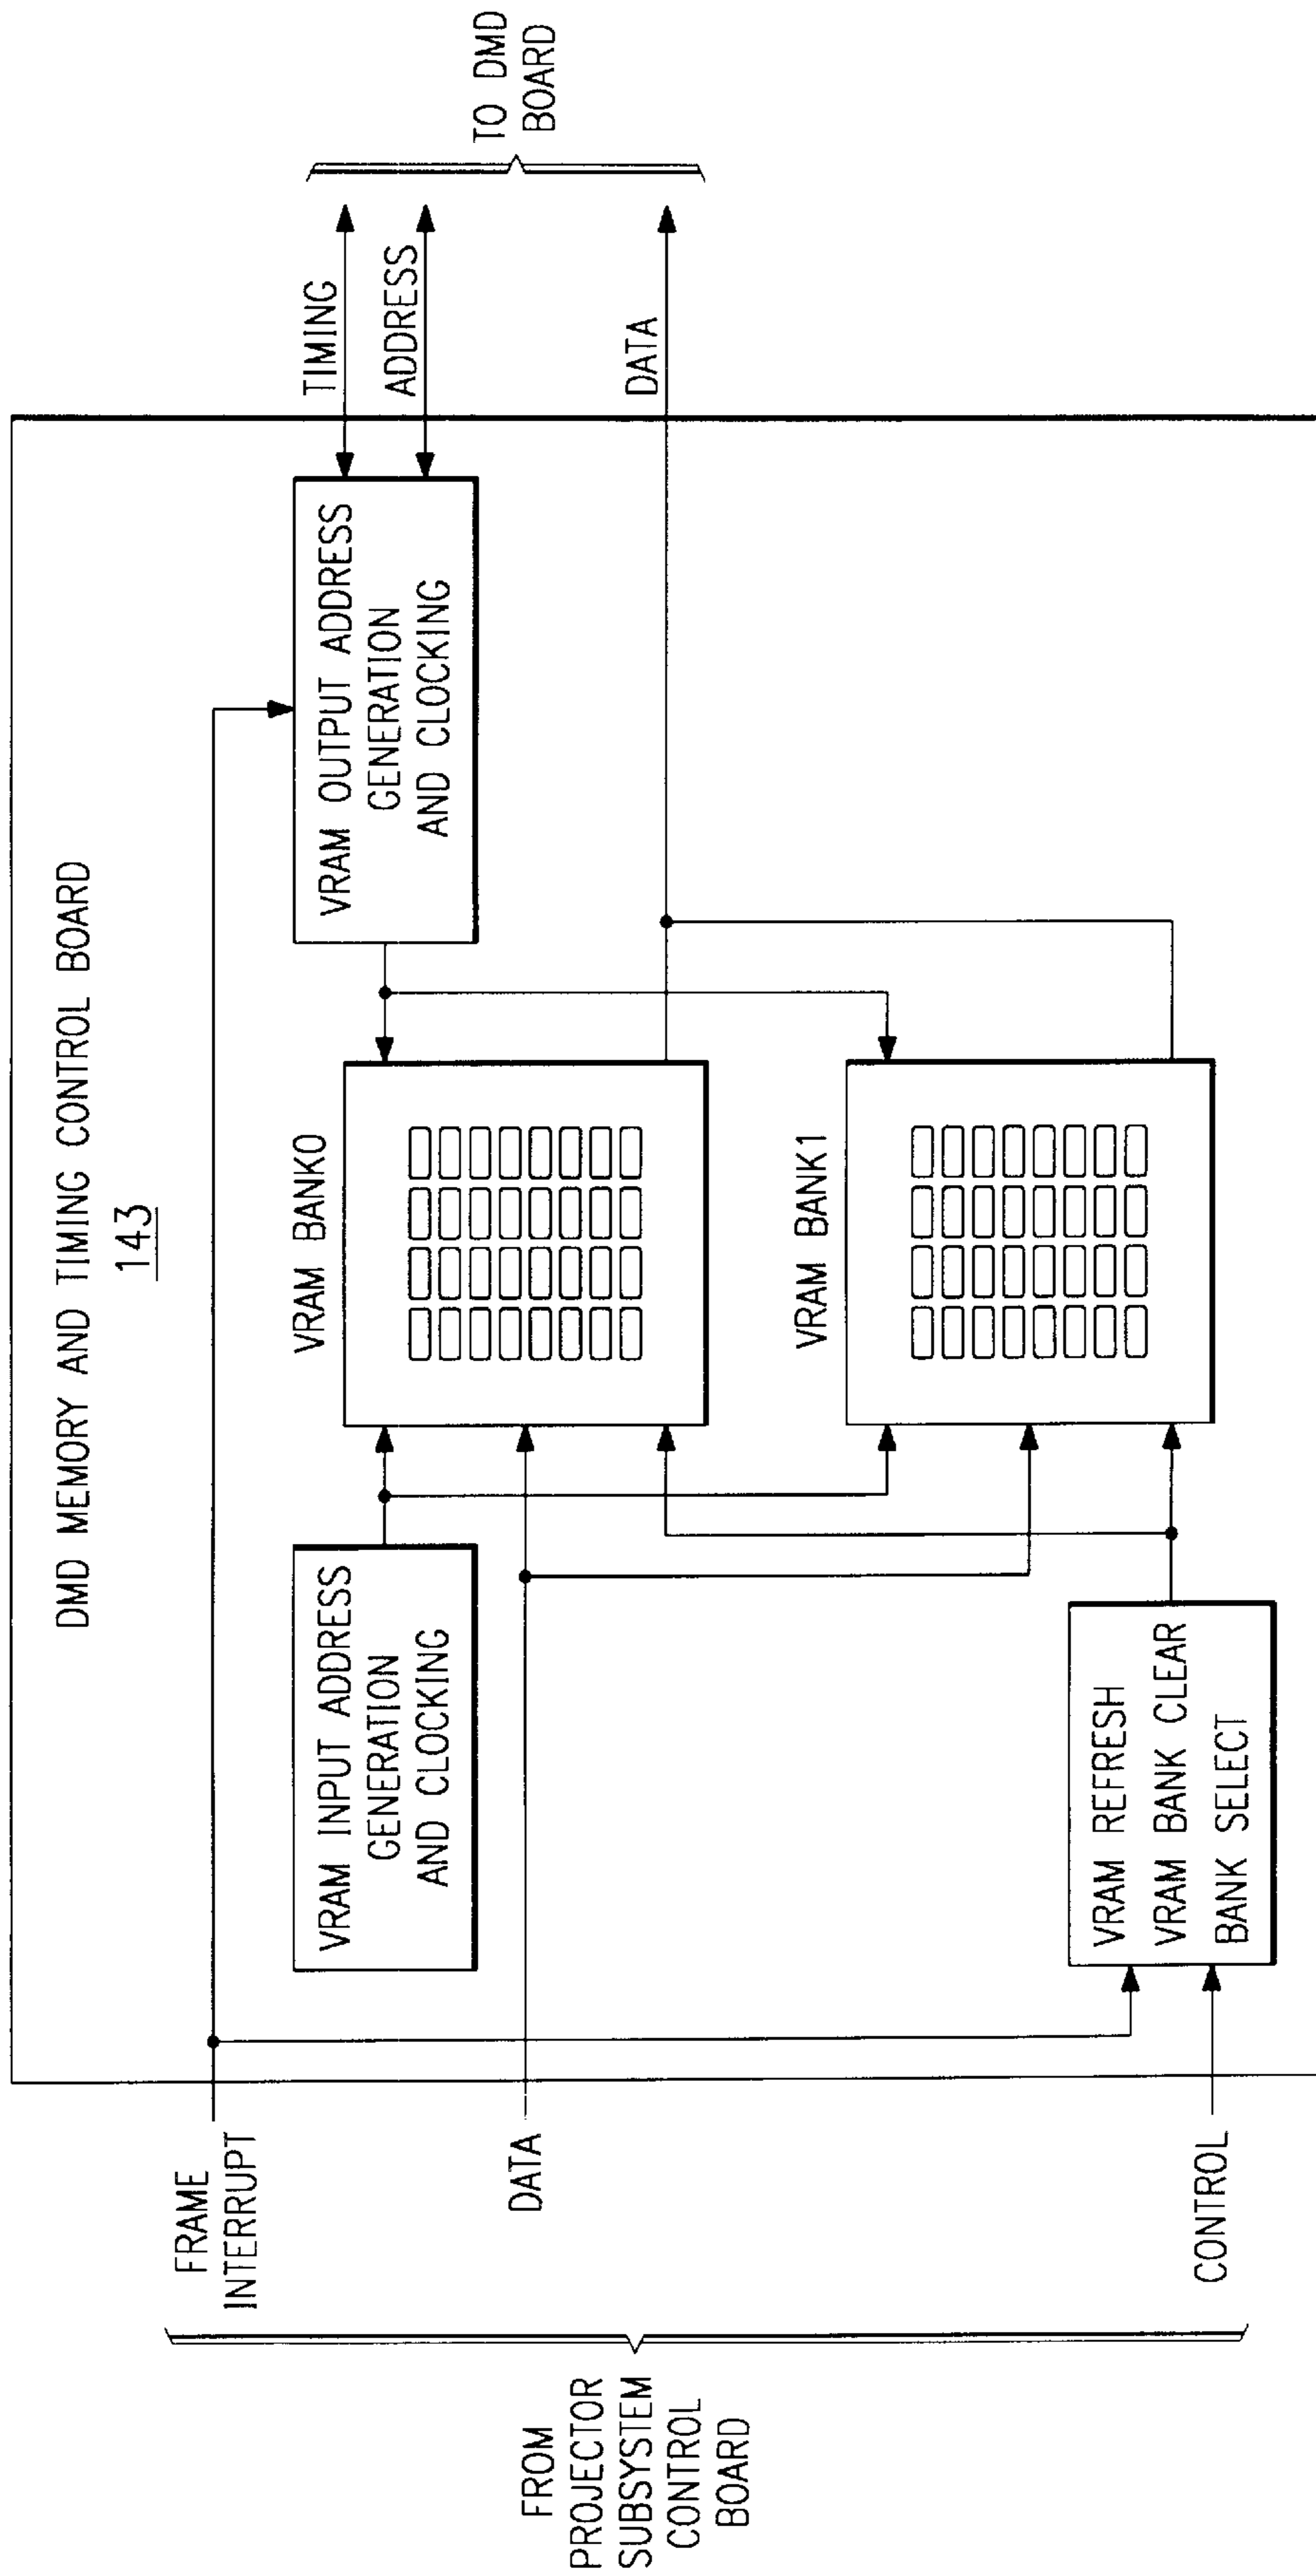 DMD MEMORY AND TIMING CONTROL BOARD
143
FROM
PROJECTOR
SUBSYSTEM
CONTROL
BOARD
FRAME
INTERRUPT
DATA
CONTROL
VRAM INPUT ADDRESS
GENERATION
AND CLOCKING
VRAM REFRESH
VRAM BANK CLEAR
BANK SELECT
VRAM BANK0
VRAM BANK1
VRAM OUTPUT ADDRESS
GENERATION
AND CLOCKING
TIMING
ADDRESS
DATA
TO DMD
BOARD